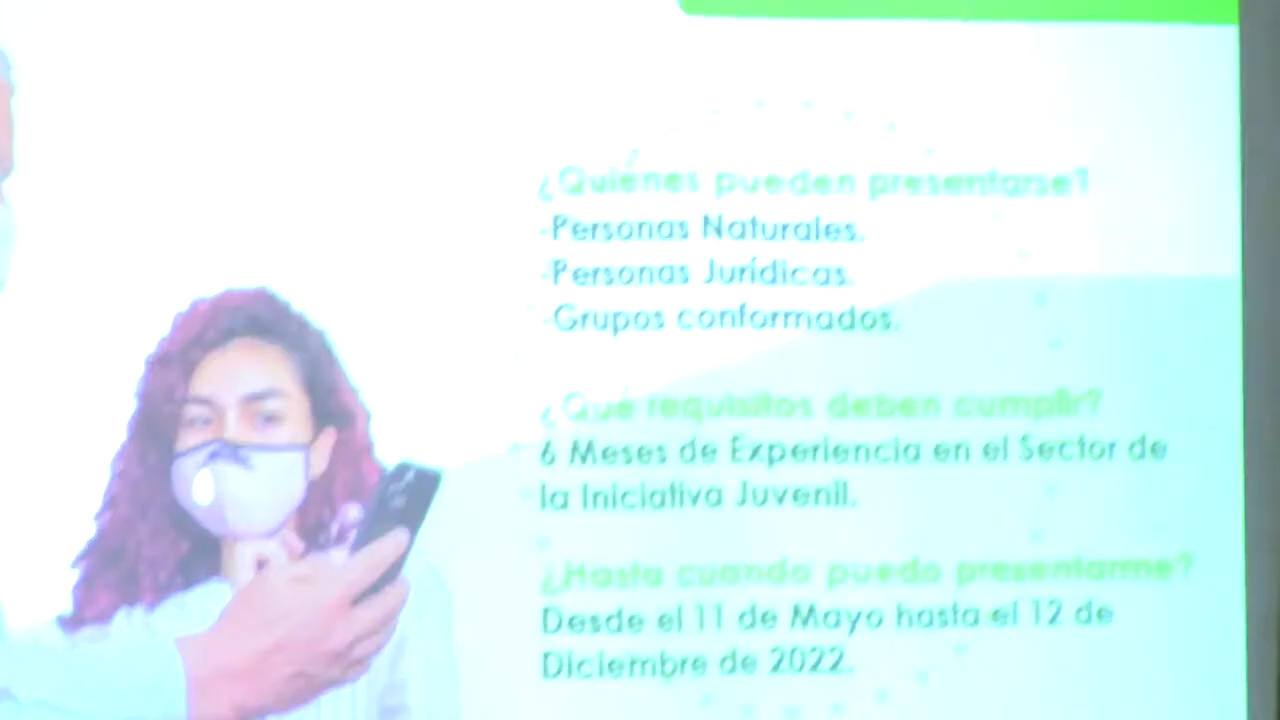 ¿Quiénes pueden presentarse?
-Personas Naturales.
-Personas Jurídicas.
-Grupos conformados.
¿Qué requisitos deben cumplir?
6 Meses de Experiencia en el Sector de
la Iniciativa Juvenil.
¿Hasta cuando puedo presentarme?
Desde el 11 de Mayo hasta el 12 de
Diciembre de 2022.